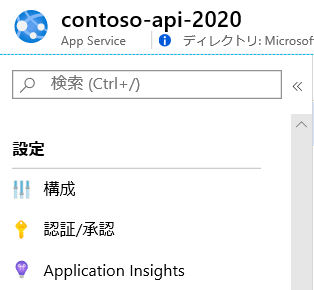 contoso-api-2020
App Service
ディレクトリ: Microsof
検索 (Ctrl+/)
設定
構成
認証/承認
Application Insights